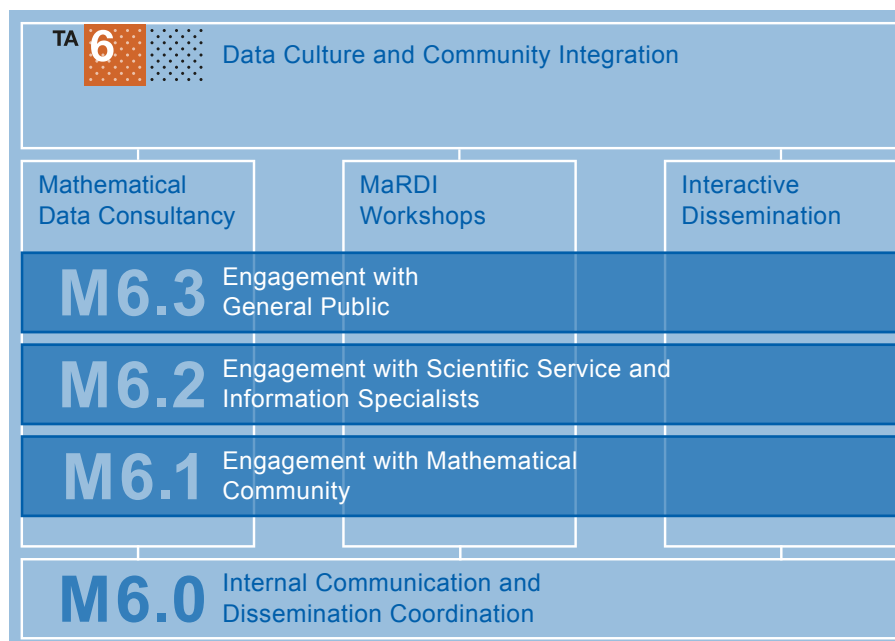 TA 6 Data Culture and Community Integration
Mathematical
Data Consultancy
MaRDI
Workshops
Interactive
Dissemination
M6.3 Engagement with
General Public
M6.2 Engagement with Scientific Service and
Information Specialists
M6.1 Engagement with Mathematical
Community
M6.0 Internal Communication and
Dissemination Coordination